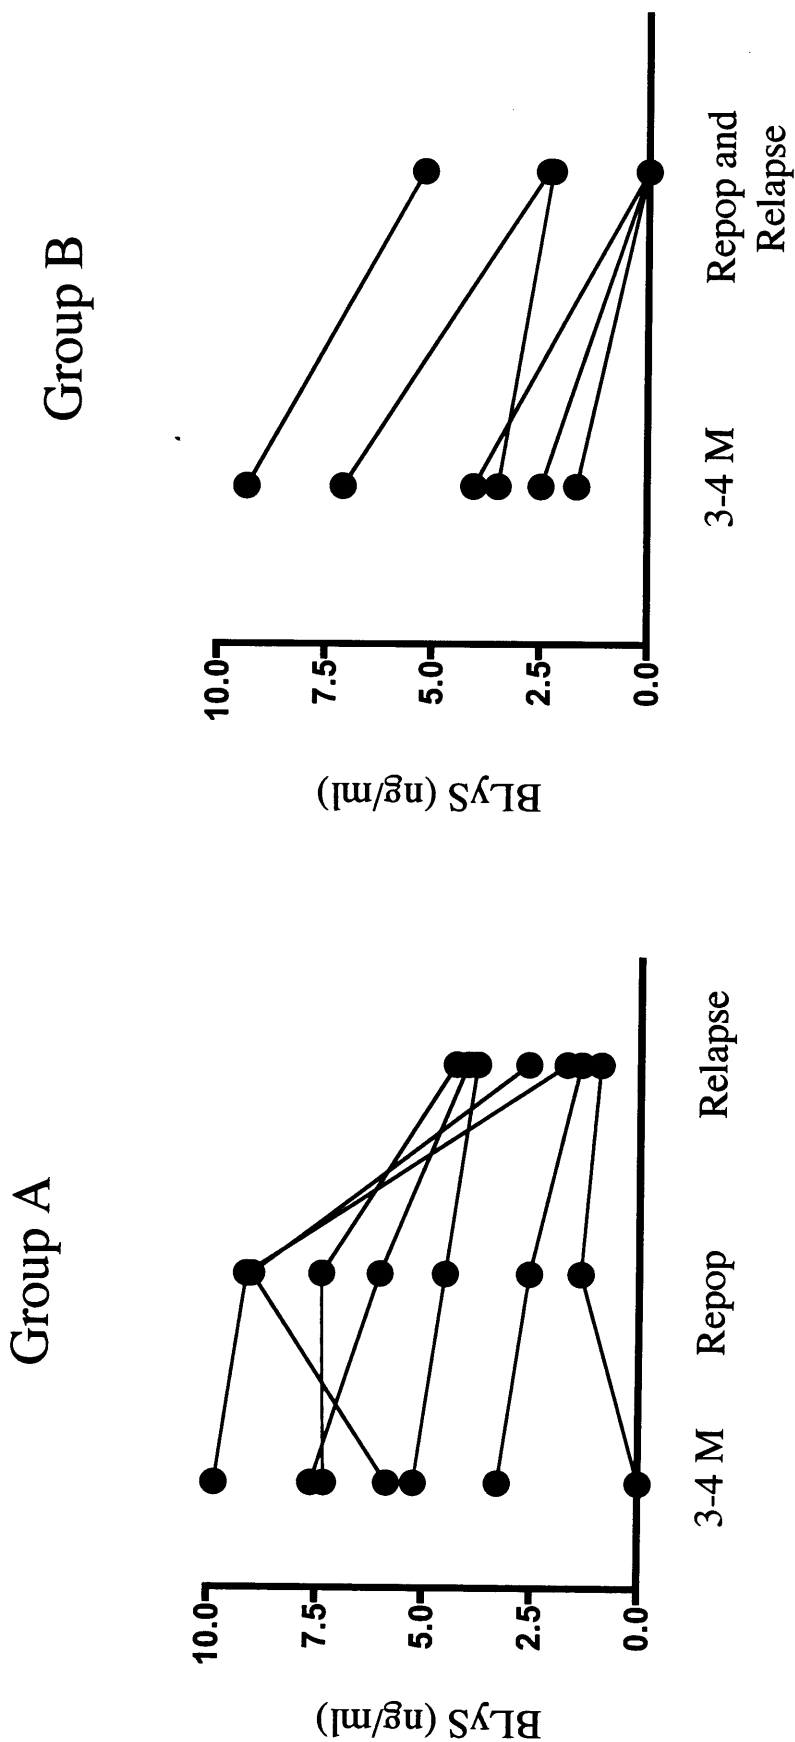 Group A
BLyS (ng/ml)
10.0
7.5
5.0
2.5
0.0
3-4 M
Repop
Relapse
Group B
BLyS (ng/ml)
10.0
7.5
5.0
2.5
0.0
3-4 M
Repop and
Relapse